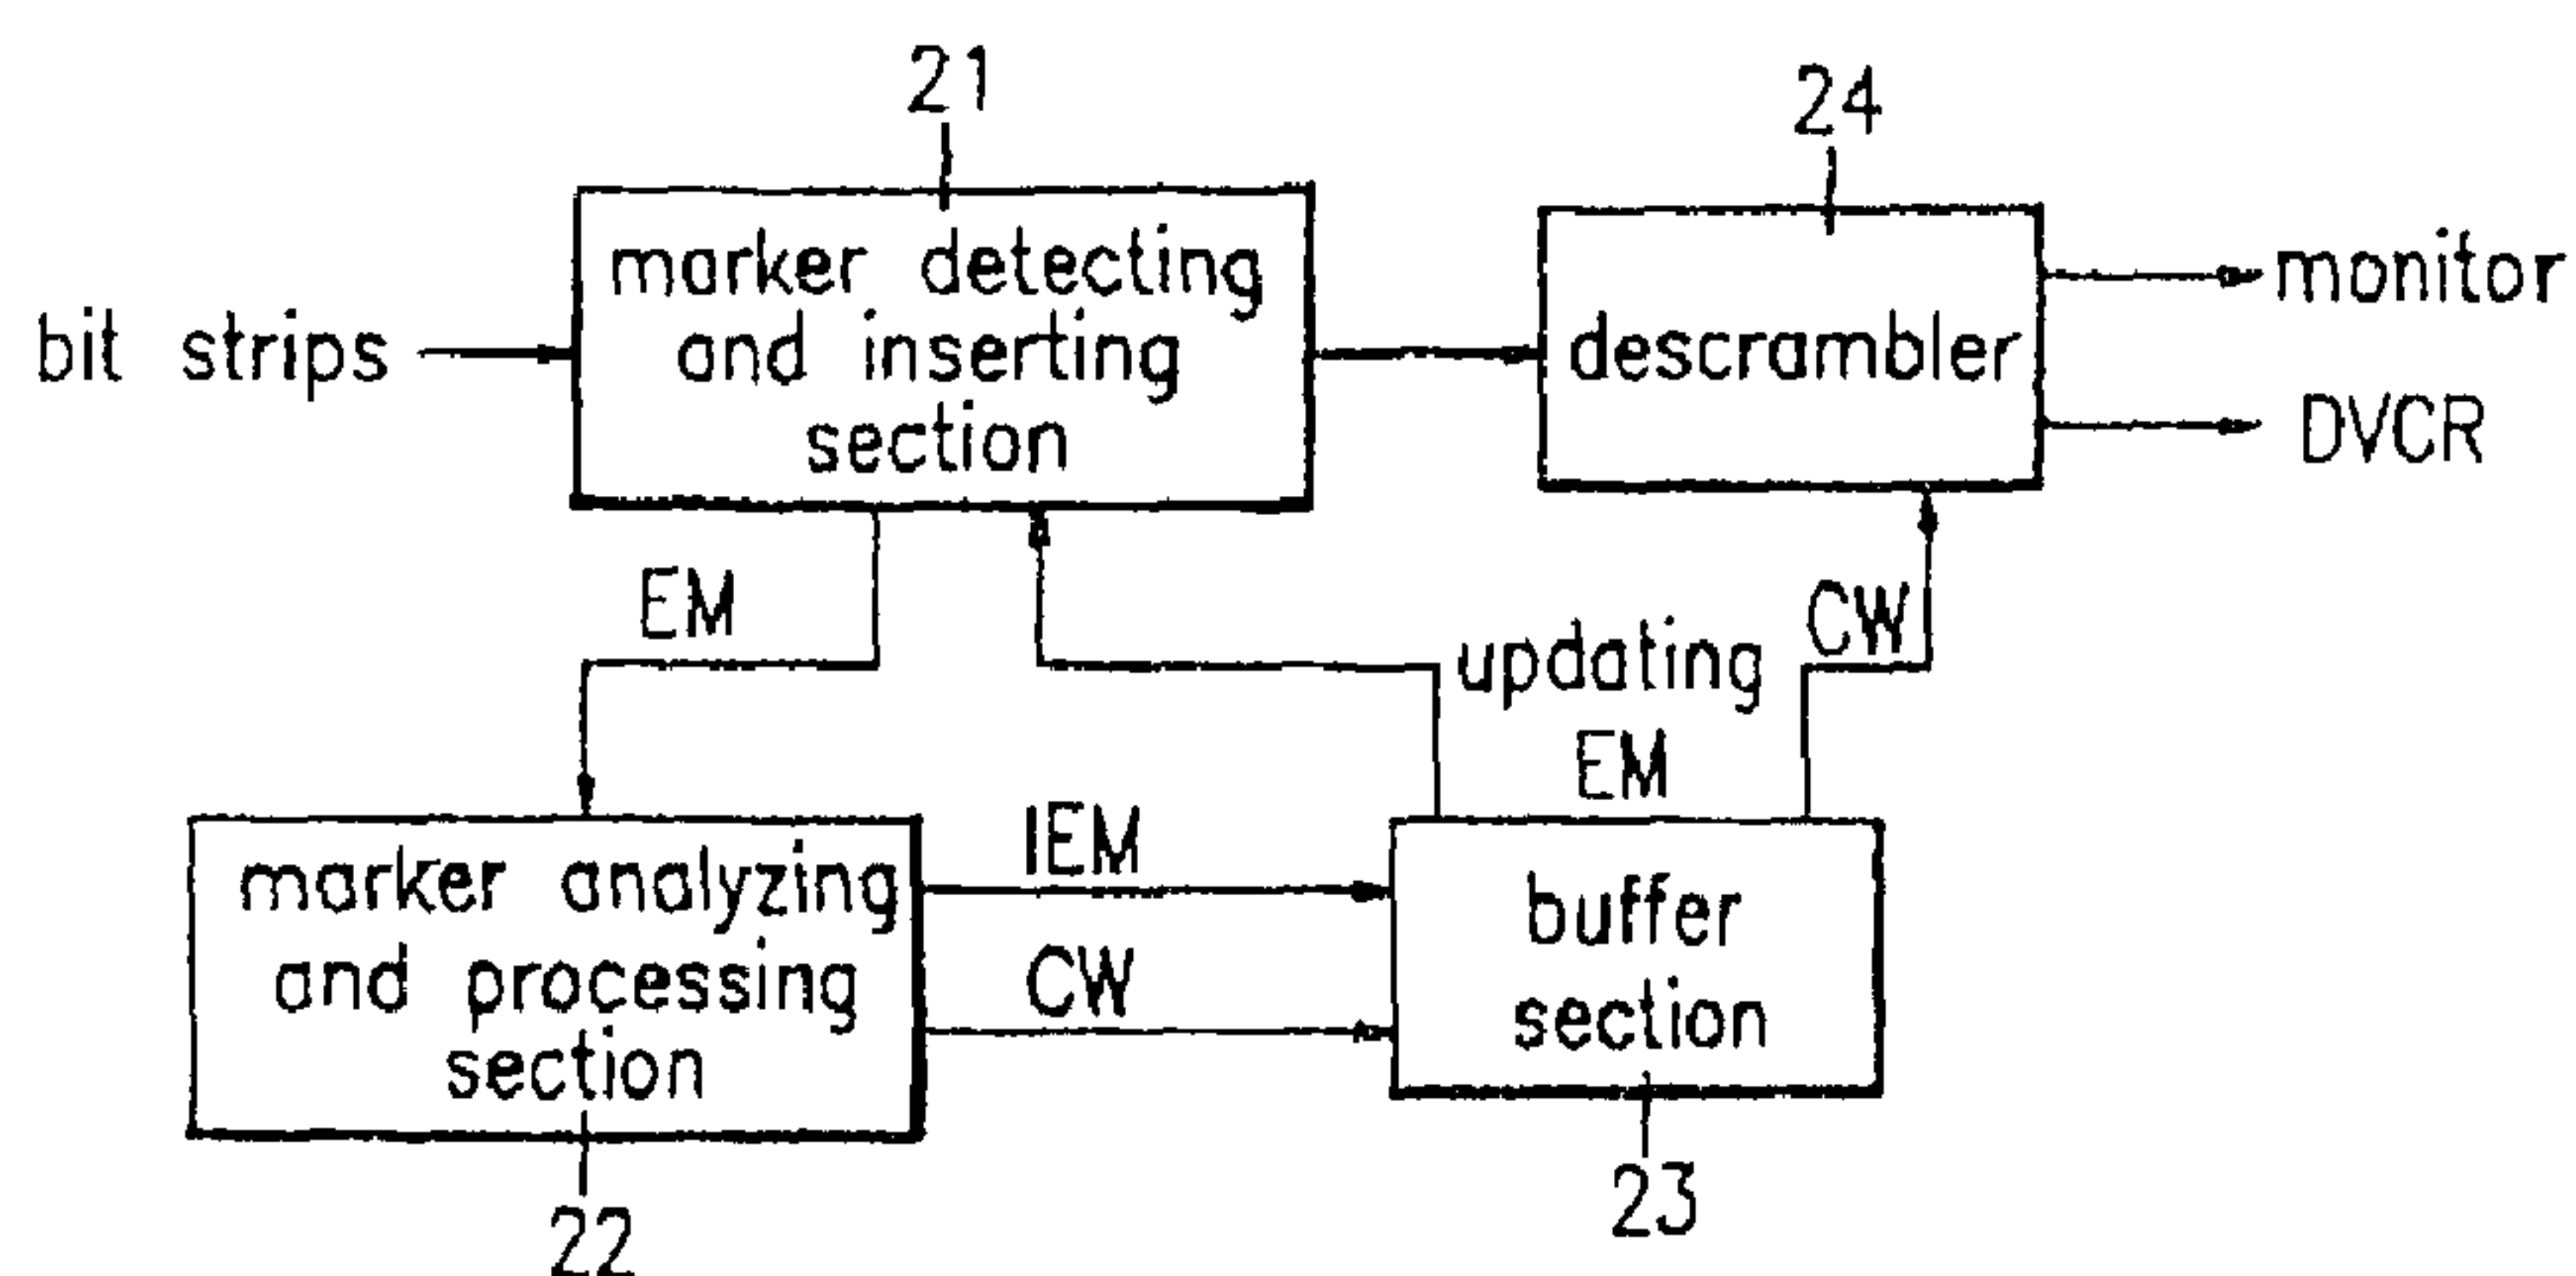 21
24
marker detecting
and inserting
section
descrambler
monitor
DVCR
bit strips
EM
updating
EM
CW
IEM
CW
marker analyzing
and processing
section
buffer
section
22
23